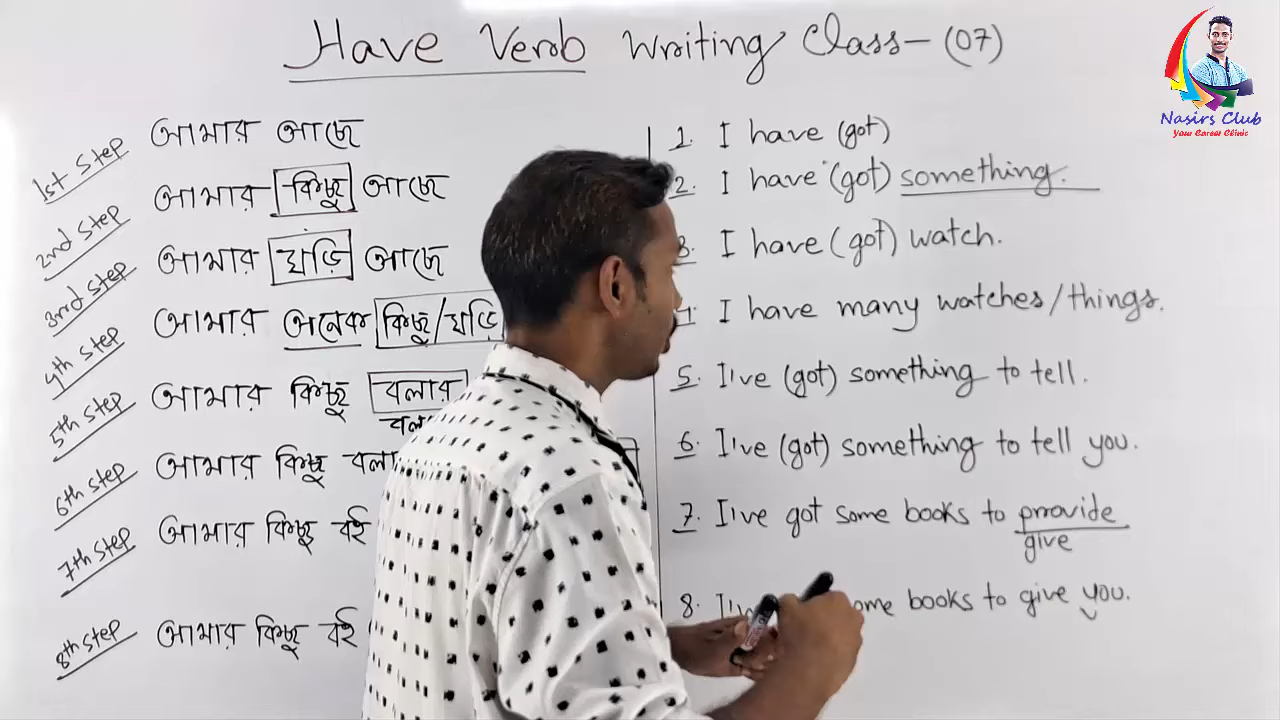 Have Verb Writing Class-(07)
Nasirs Club
Your Career Clinic
1st Step আমার আছে
2nd Step আমার কিছু আছে
3rrd Step আমার ঘড়ি আছে
4th Step আমার অনেক কিছু/ঘড়ি
5th Step আমার কিছু বলার
6th Step আমার কিছু বলা
7th Step আমার কিছু বই
8th Step আমার কিছু বই
1. I have (got)
2. I have (got) something.
3. I have (got) watch.
4. I have many watches/things.
5. I've (got) something to tell.
6. I've (got) something to tell you.
7. I've got some books to prrovide
give
8. books to give you.